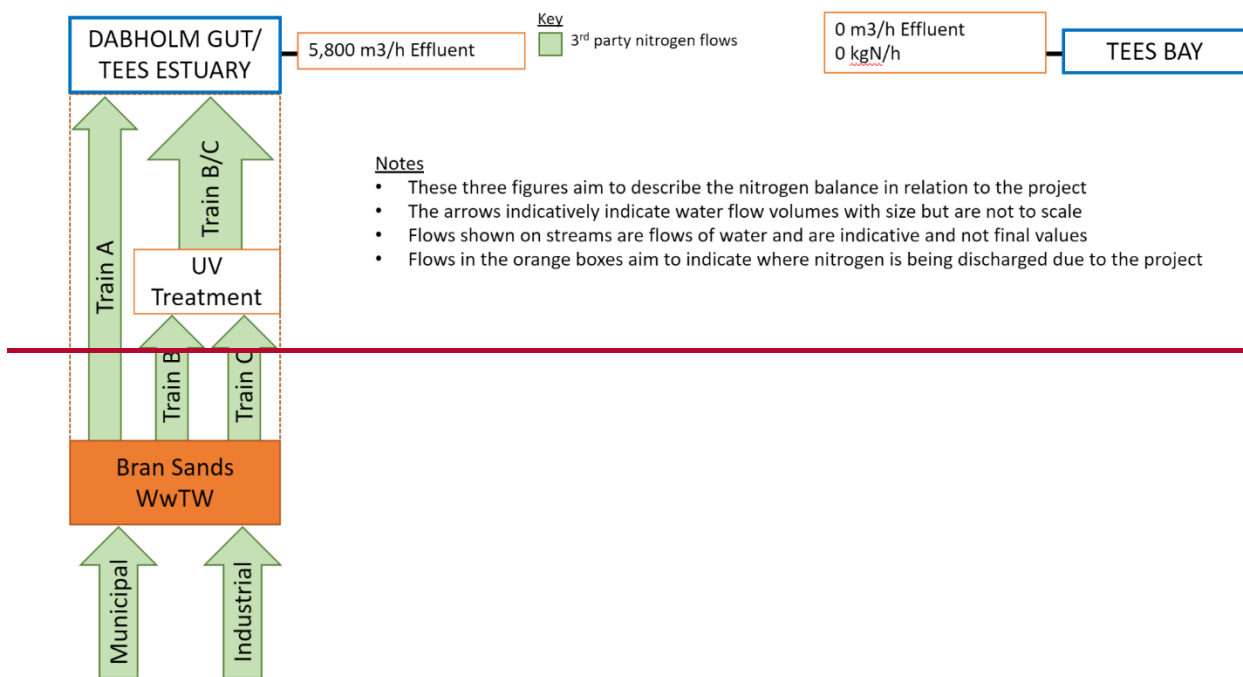 DABHOLM GUT/
TEES ESTUARY
5,800 m3/h Effluent
Key
3rd party nitrogen flows
0 m3/h Effluent
0 kgN/h
TEES BAY
Train A
Train B/C
Notes
• These three figures aim to describe the nitrogen balance in relation to the project
• The arrows indicatively indicate water flow volumes with size but are not to scale
• Flows shown on streams are flows of water and are indicative and not final values
• Flows in the orange boxes aim to indicate where nitrogen is being discharged due to the project
UV
Treatment
Train B
Train C
Bran Sands
WwTW
Municipal
Industrial